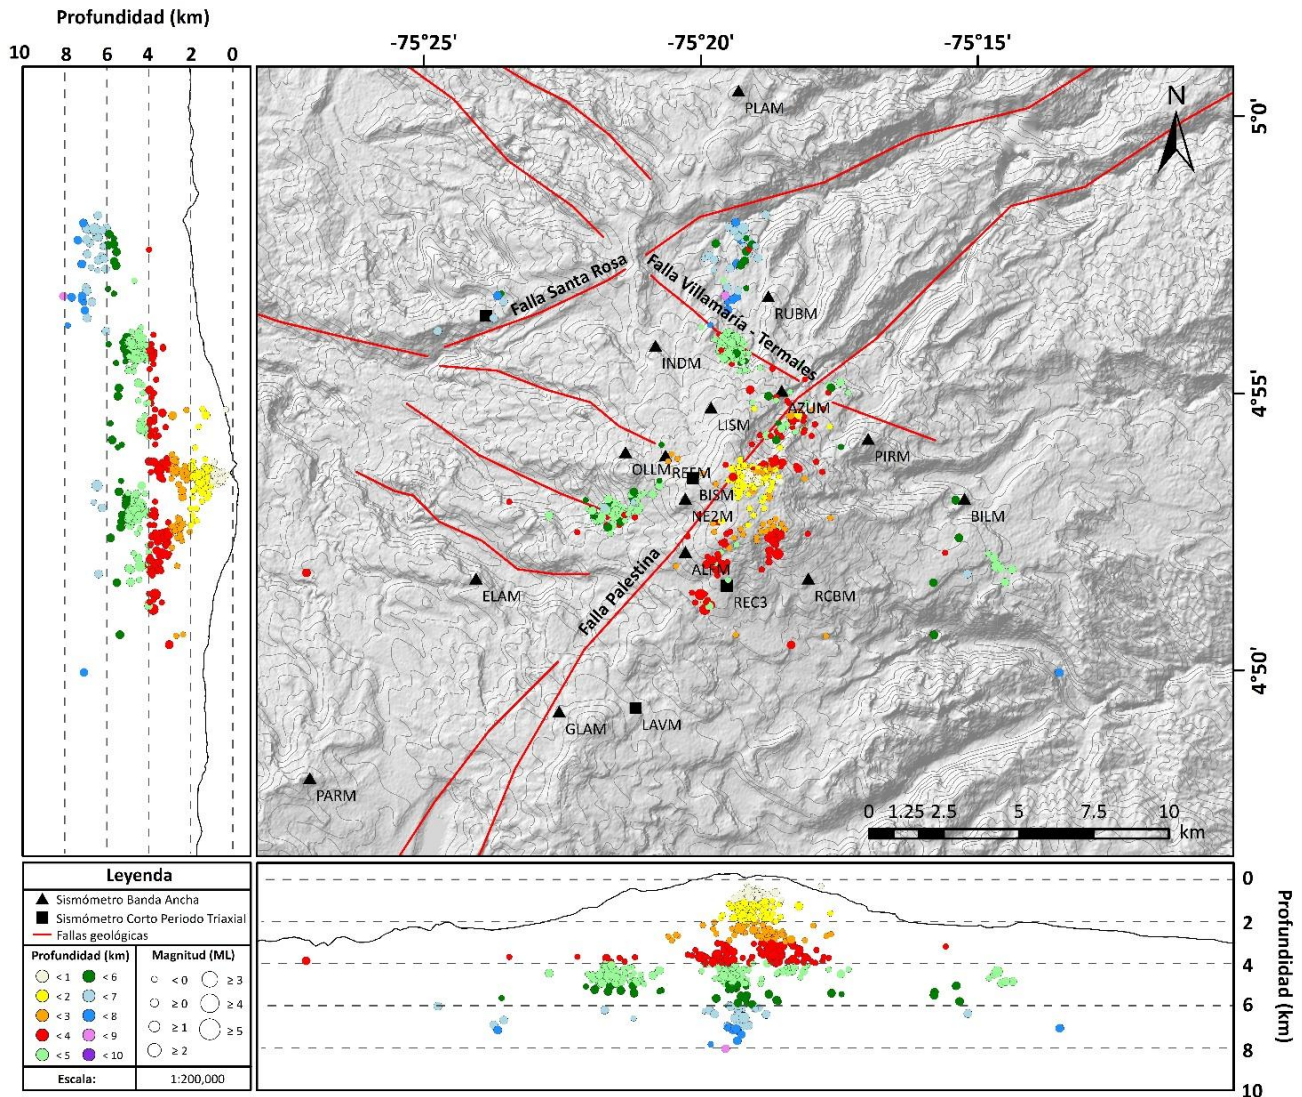 Profundidad (km)
10 8 6 4 2 0
-75°25' -75°20' -75°15'
5°0'
4°55'
4°50'
N
PLAM
Falla Santa Rosa
Falla Villamaría - Termales
RUBM
INDM
AZUM
LISM
PIRM
OLLM
BISM
NE2M
BILM
ELAM
REC3
RCBM
Falla Palestina
GLAM
LAVM
PARM
0 1.25 2.5 5 7.5 10
km
Leyenda
Sismómetro Banda Ancha
Sismómetro Corto Periodo Triaxial
Fallas geológicas
Profundidad (km) Magnitud (ML)
< 1 < 6 < 0 ≥ 3
< 2 < 7 ≥ 0 ≥ 4
< 3 < 8 ≥ 1 ≥ 5
< 4 < 9 ≥ 2
< 5 < 10
Escala: 1:200,000
0
2
4
6
8
10
Profundidad (km)